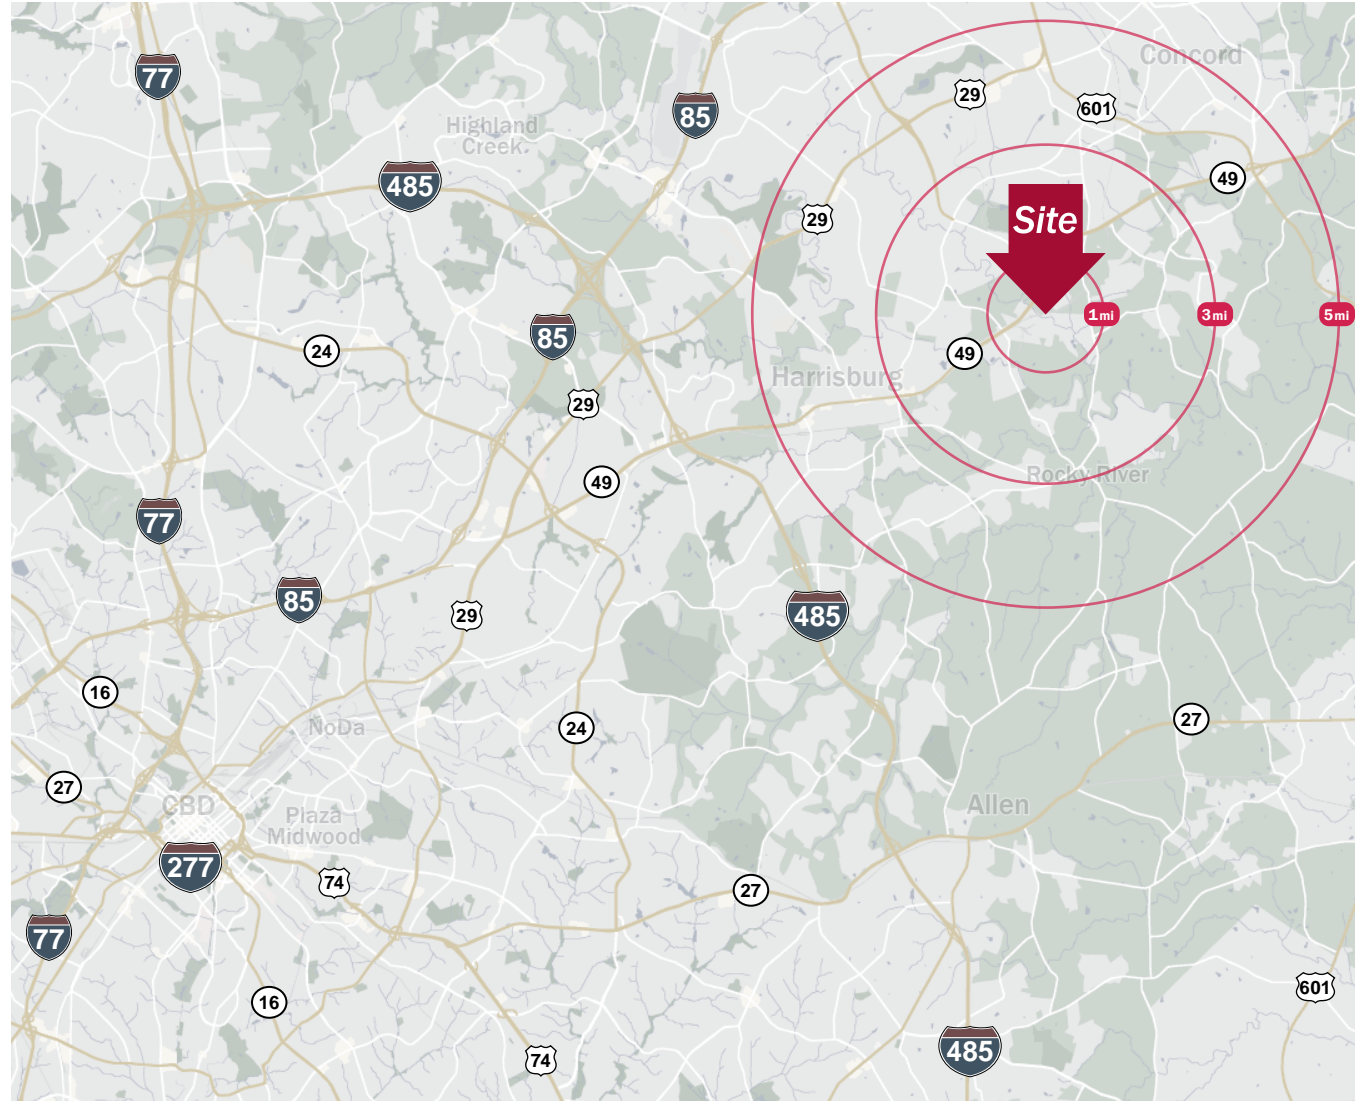 Concord
77
29
601
85
Highland
Creek
49
485
29
Site
1mi
3mi
5mi
85
24
49
Harrisburg
29
Rocky River
49
77
85
485
29
16
27
24
NoDa
27
CBD
Allen
Plaza
Midwood
277
74
27
77
601
16
485
74